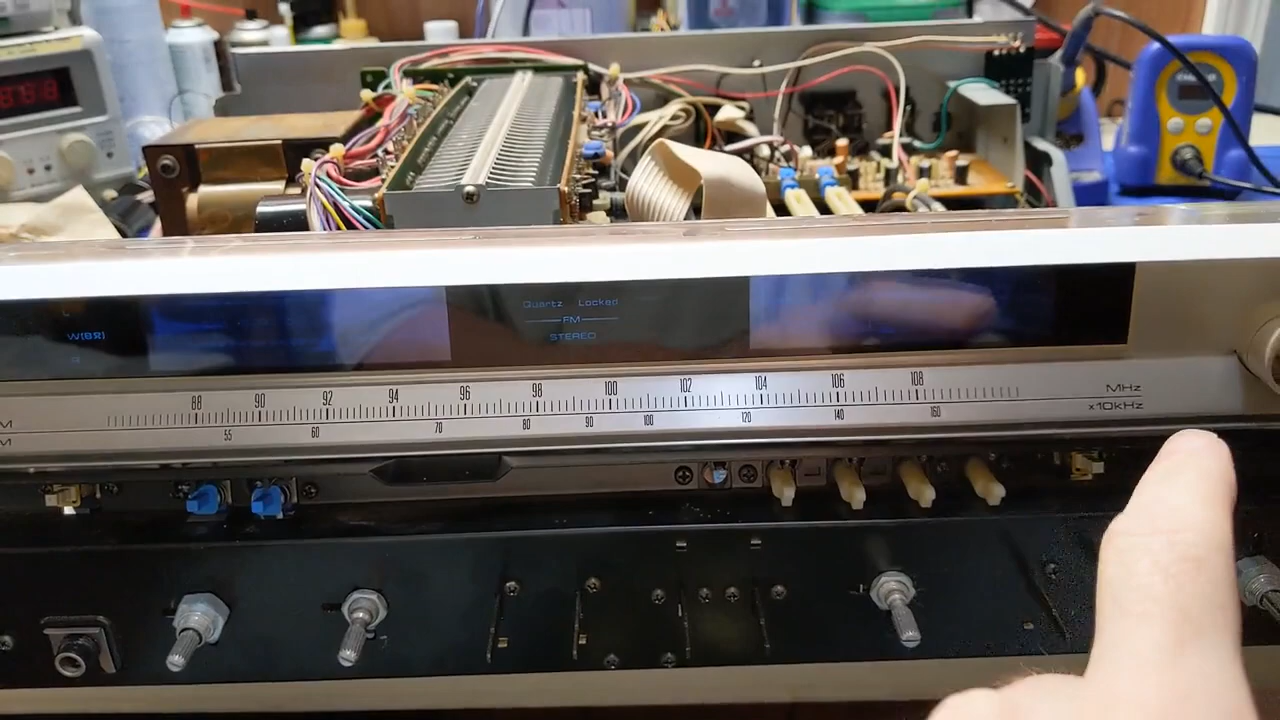 Quartz Locked
FM
W(8Ω) STEREO
88 90 92 94 96 98 100 102 104 106 108 MHz
55 60 70 80 90 100 120 140 160 x10kHz